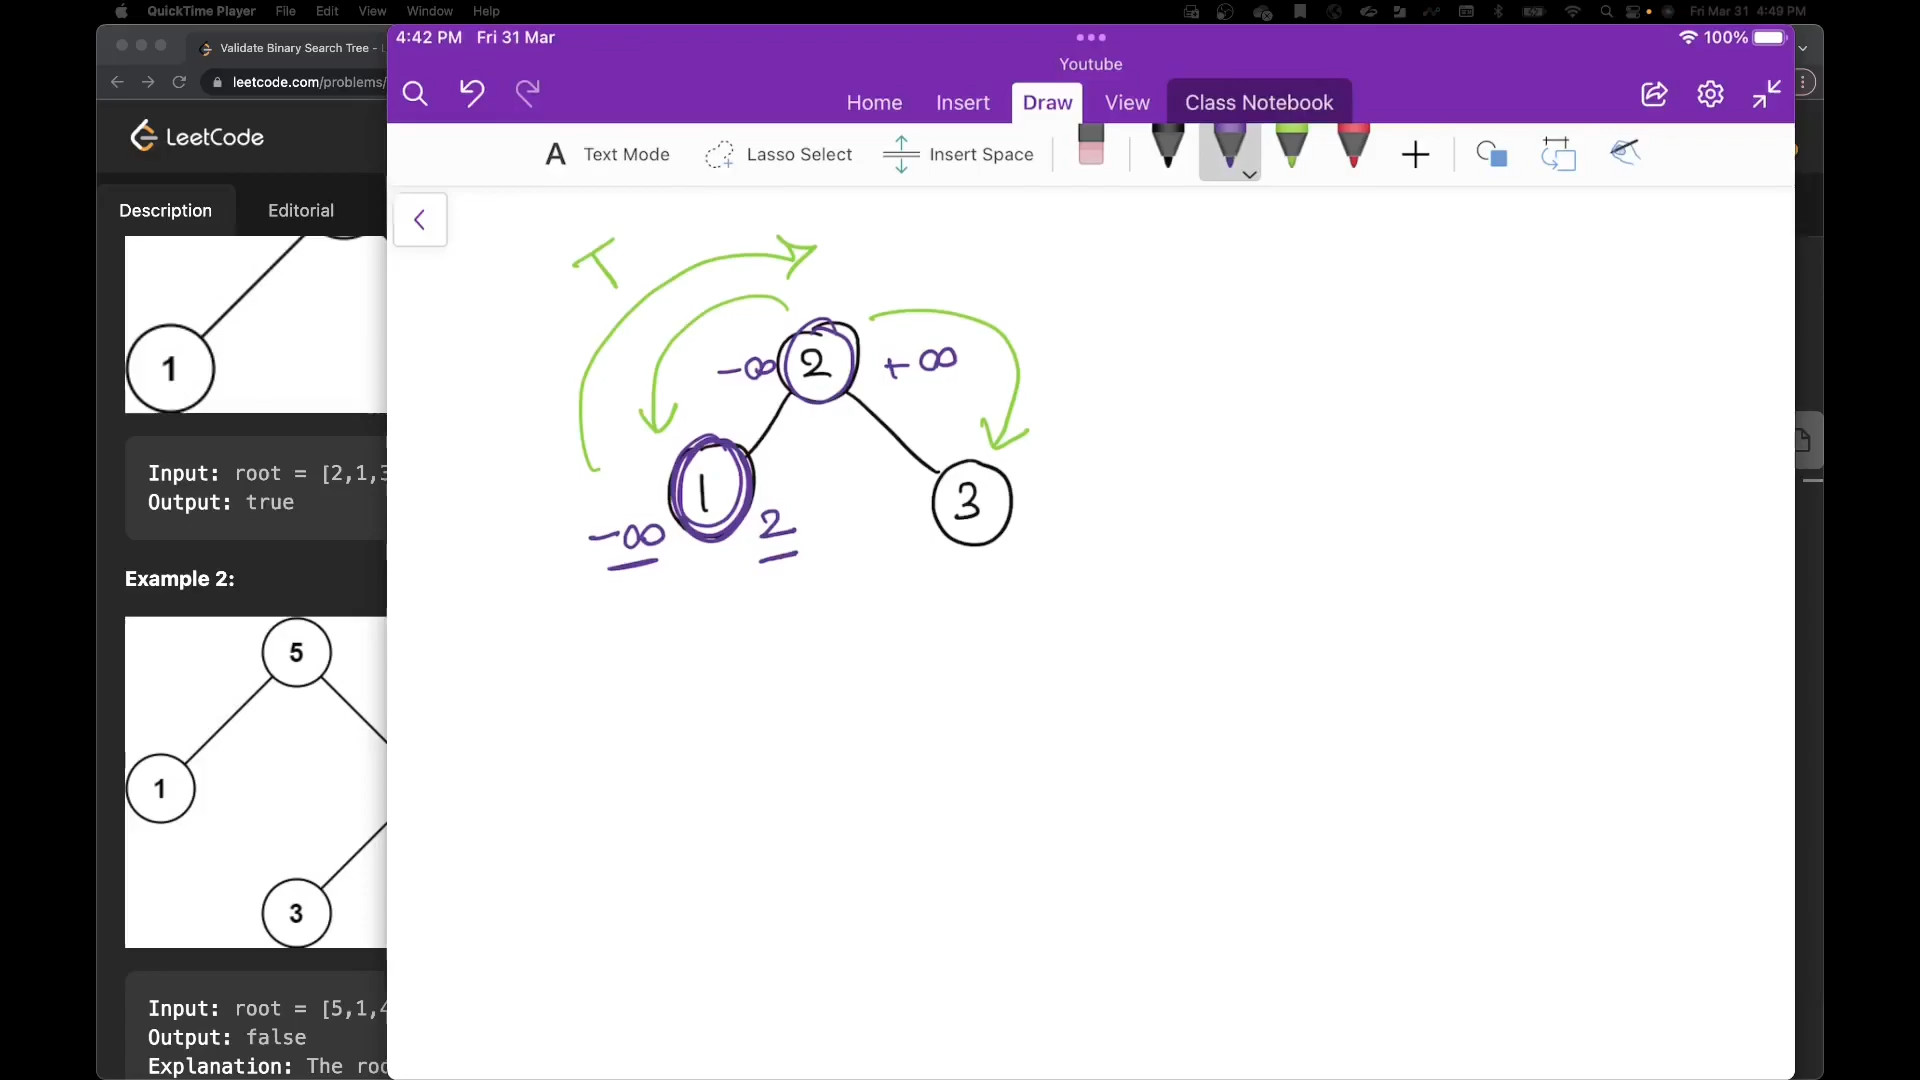 QuickTime Player File Edit View Window Help Fri Mar 31 4:49 PM
Validate Binary Search Tree -
leetcode.com/problems/
LeetCode
Description Editorial
1
Input: root = [2,1,3
Output: true
Example 2:
5
1
3
Input: root = [5,1,4
Output: false
Explanation: The roo
4:42 PM Fri 31 Mar 100%
Youtube
Home Insert Draw View Class Notebook
A Text Mode Lasso Select Insert Space
T
-∞ 2 +∞
1 3
-∞ 2